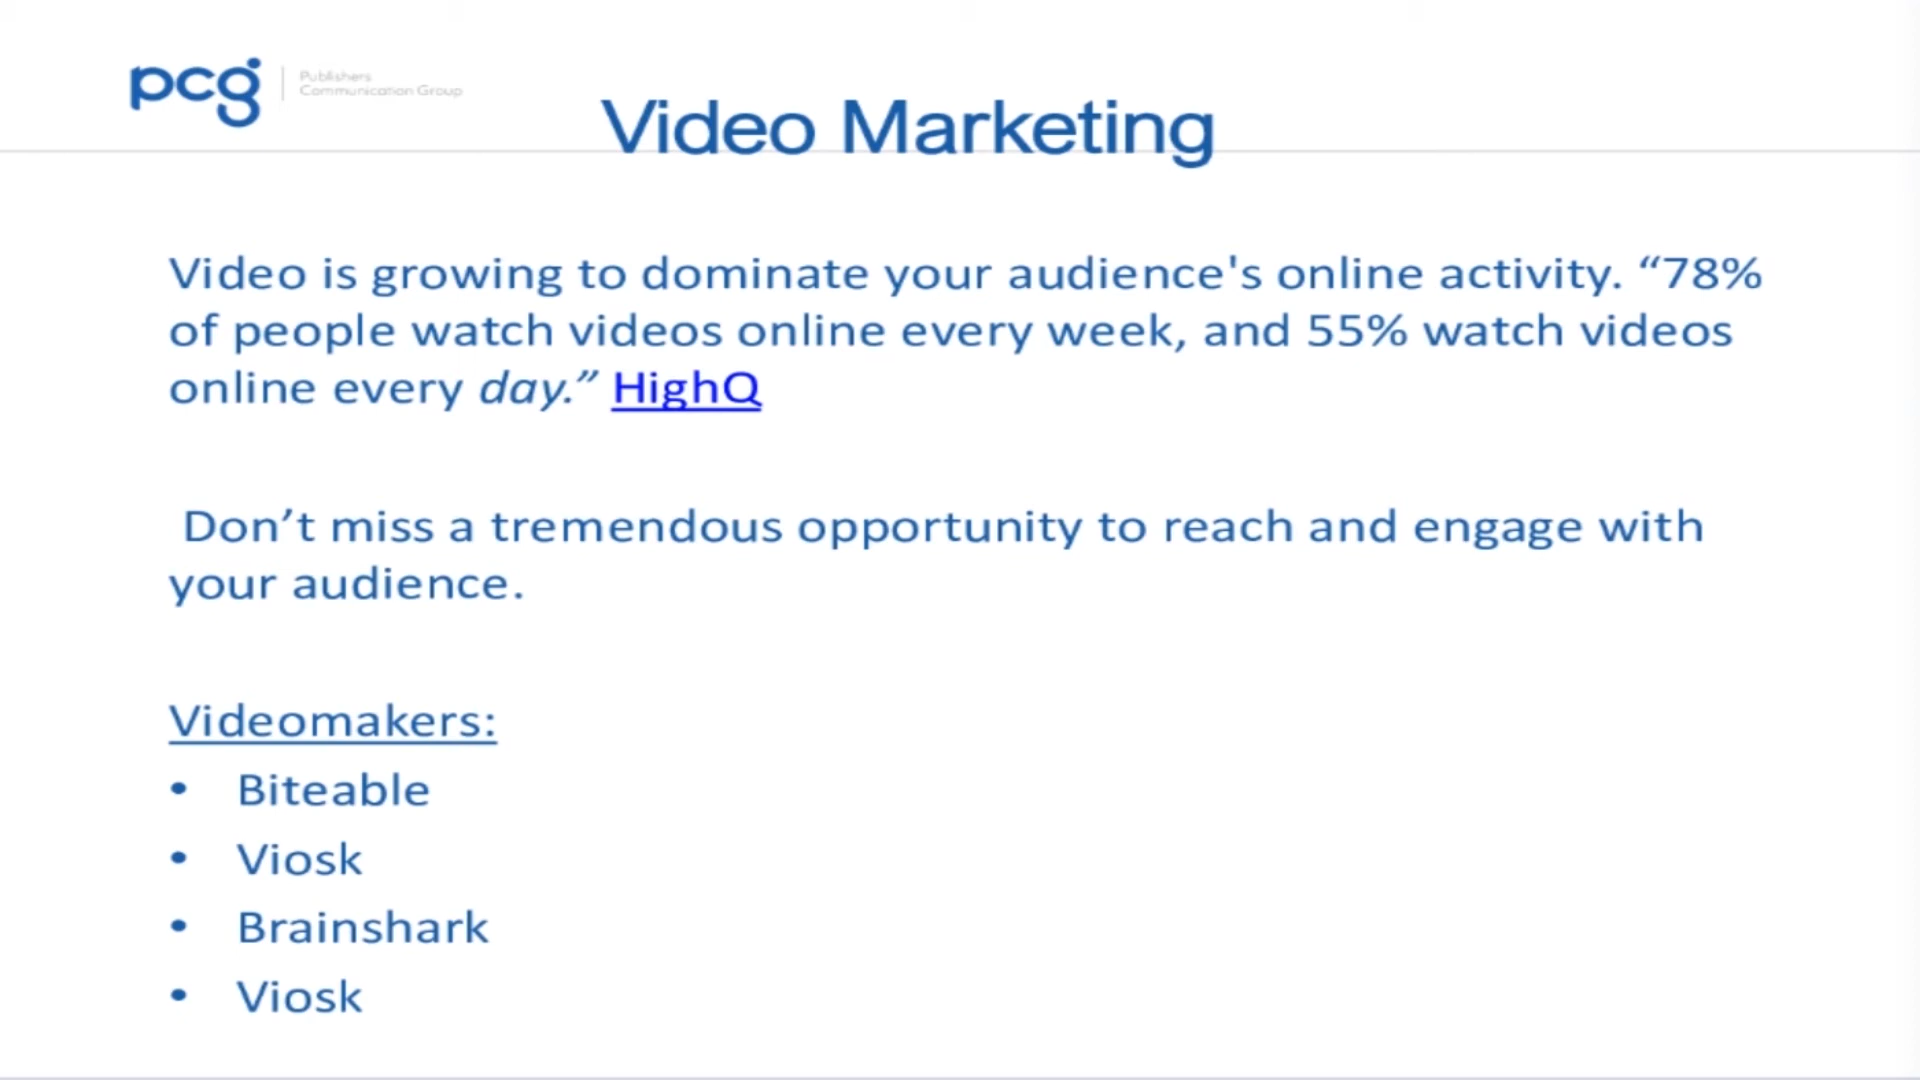 pcg
Publishers
Communication Group
Video Marketing
Video is growing to dominate your audience's online activity. “78%
of people watch videos online every week, and 55% watch videos
online every day.” HighQ
Don’t miss a tremendous opportunity to reach and engage with
your audience.
Videomakers:
• Biteable
• Viosk
• Brainshark
• Viosk